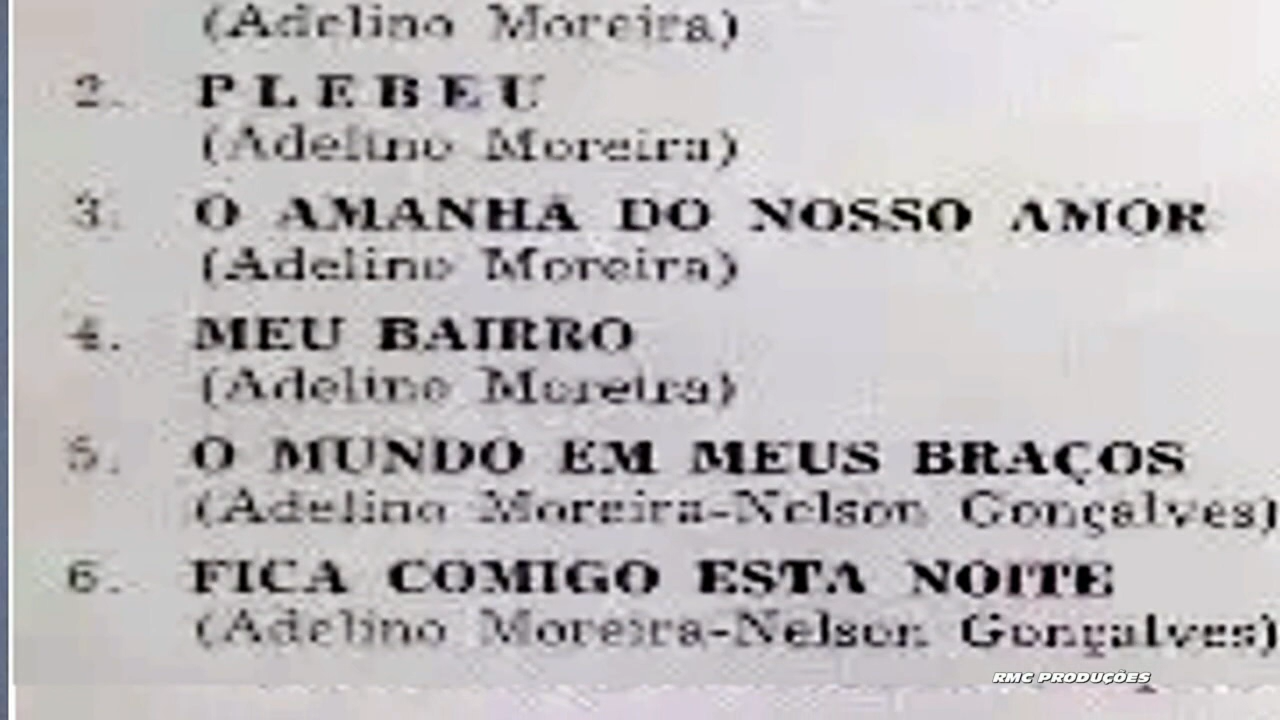 (Adelino Moreira)
2. PLEBEU
(Adelino Moreira)
3. O AMANHÃ DO NOSSO AMOR
(Adelino Moreira)
4. MEU BAIRRO
(Adelino Moreira)
5. O MUNDO EM MEUS BRAÇOS
(Adelino Moreira-Nelson Gonçalves)
6. FICA COMIGO ESTA NOITE
(Adelino Moreira-Nelson Gonçalves)
RMC PRODUÇÕES